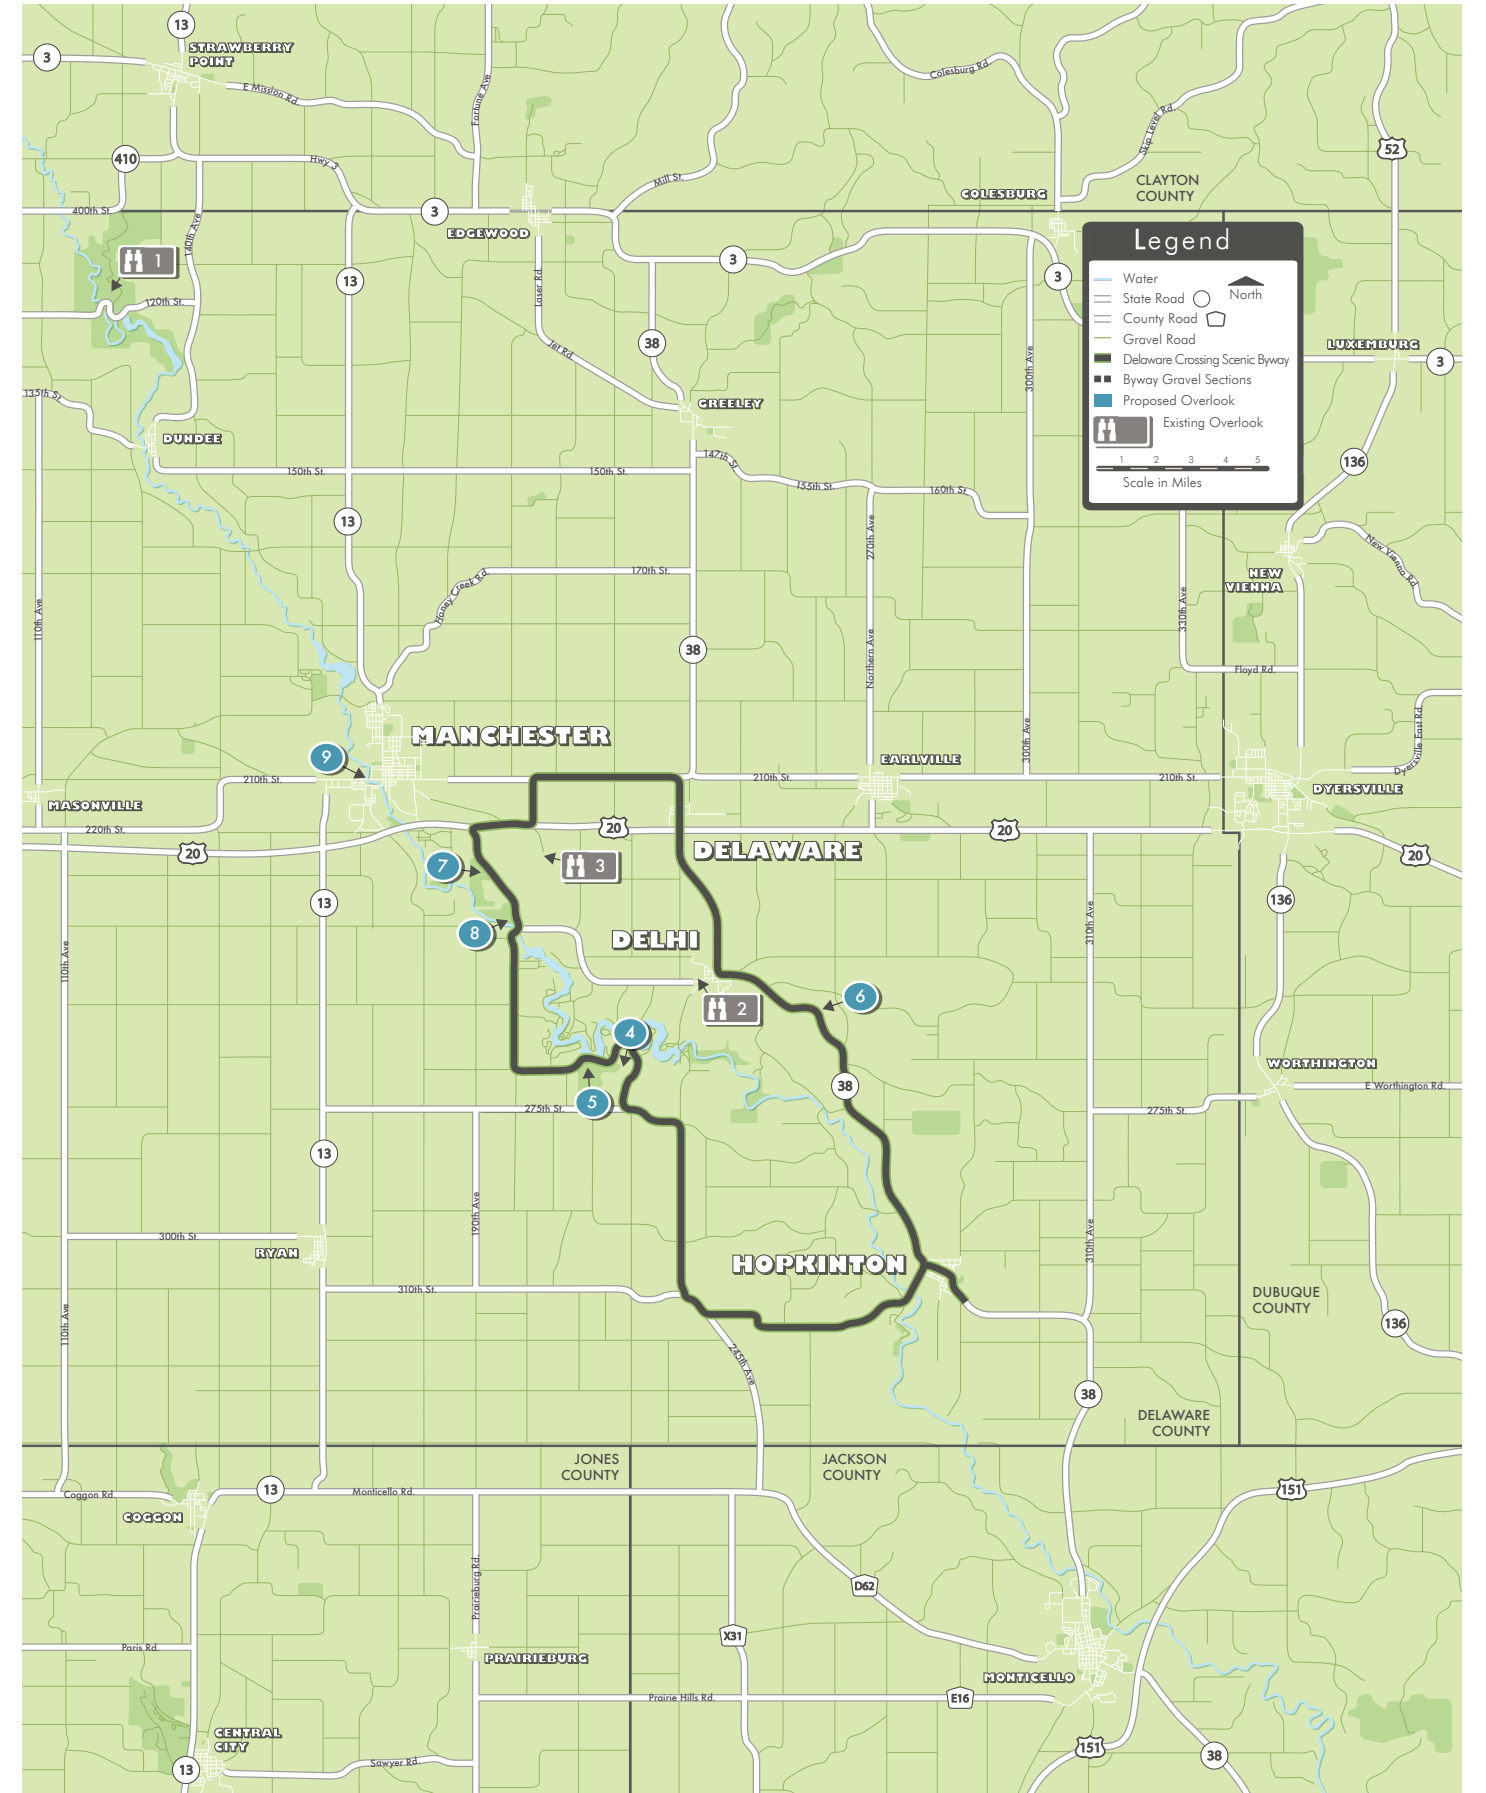 13
STRAWBERRY
POINT
3
E Mission Rd.
Fortune Ave
Colesburg Rd.
Skip Level Rd.
52
410
Hwy 3
Mill St.
COLESBURG
CLAYTON
COUNTY
400th St.
140th Ave
3
EDGEWOOD
1
13
Laser Rd.
3
3
120th St.
38
Jet Rd.
300th Ave
Legend
Water
State Road
North
County Road
Gravel Road
Delaware Crossing Scenic Byway
Byway Gravel Sections
Proposed Overlook
Existing Overlook
1 2 3 4 5
Scale in Miles
LUXEMBURG
3
135th St.
GREELEY
DUNDEE
150th St.
150th St.
147th St.
155th St.
160th St.
136
13
270th Ave
New Vienna Rd.
NEW
VIENNA
110th Ave
Honey Creek Rd.
170th St.
330th Ave
38
Northern Ave
Floyd Rd.
300th Ave
Dyersville East Rd.
MANCHESTER
9
210th St.
210th St.
EARLVILLE
210th St.
DYERSVILLE
MASONVILLE
220th St.
20
20
20
20
DELAWARE
7
3
13
136
8
DELHI
310th Ave
110th Ave
2
6
4
WORTHINGTON
E Worthington Rd.
38
5
275th St.
275th St.
13
190th Ave
300th St.
RYAN
310th Ave
HOPKINTON
310th St.
DUBUQUE
COUNTY
110th Ave
136
245th Ave
38
DELAWARE
COUNTY
JONES
COUNTY
JACKSON
COUNTY
Coggon Rd.
13
Monticello Rd.
151
COGGON
Prairieburg Rd.
D62
X31
Paris Rd.
PRAIRIEBURG
MONTICELLO
Prairie Hills Rd.
E16
CENTRAL
CITY
Sawyer Rd.
13
151
38